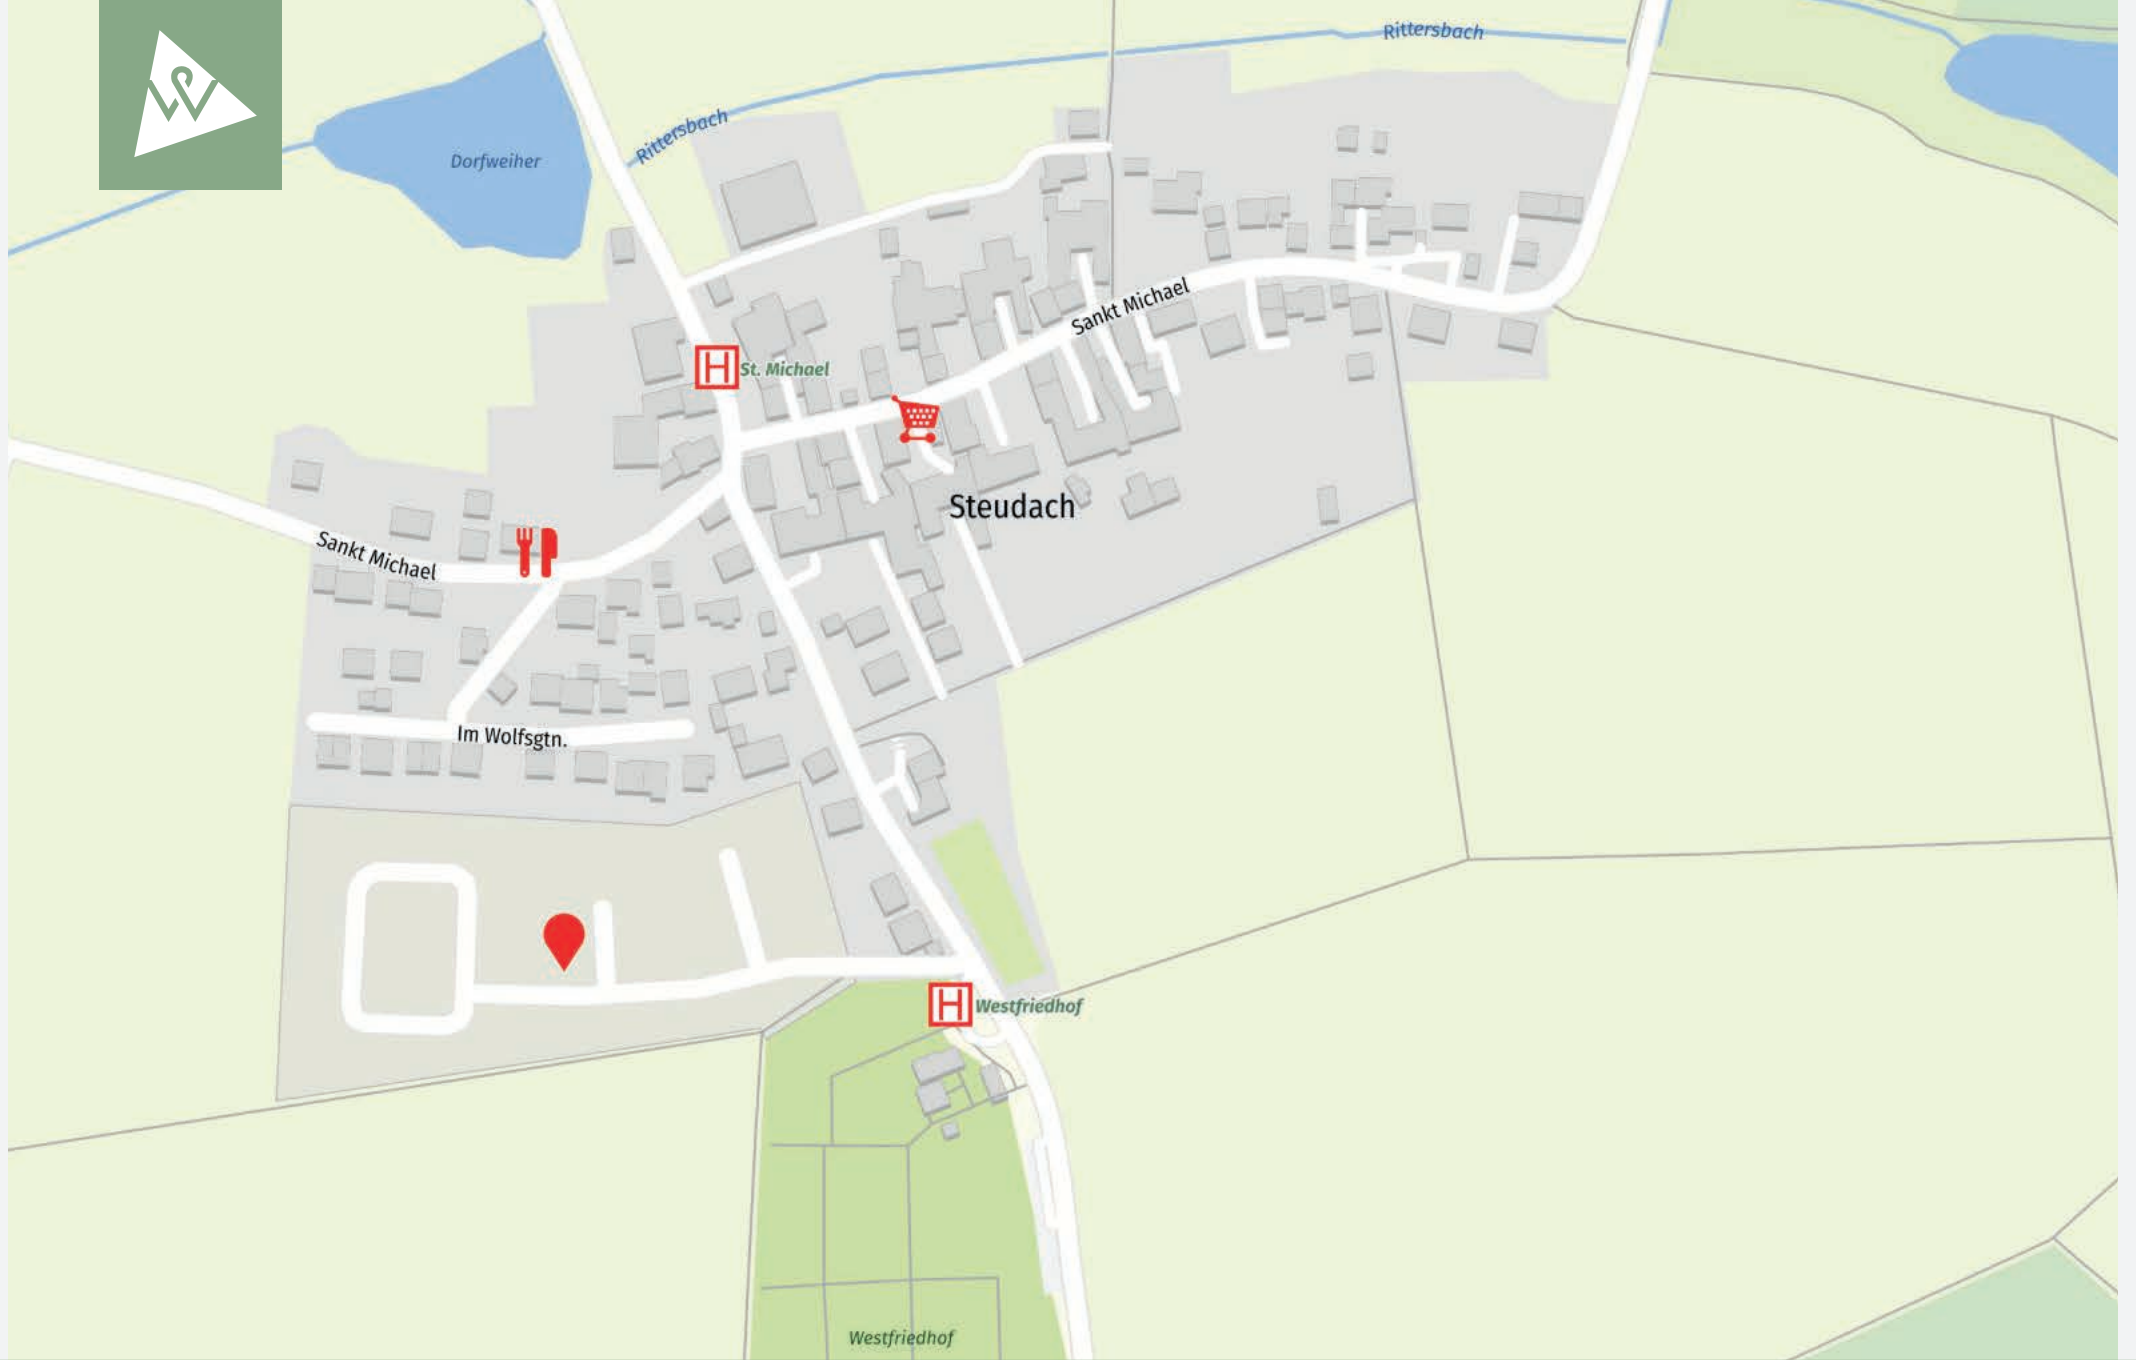 Rittersbach
Rittersbach
Dorfweiher
Sankt Michael
H
St. Michael
Steudach
Sankt Michael
Im Wolfsgtn.
H
Westfriedhof
Westfriedhof